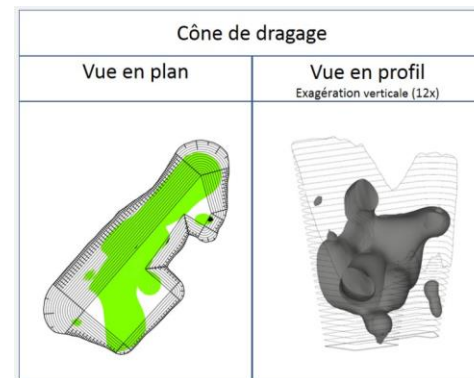 Cône de dragage
Vue en plan
Vue en profil
Exagération verticale (12x)